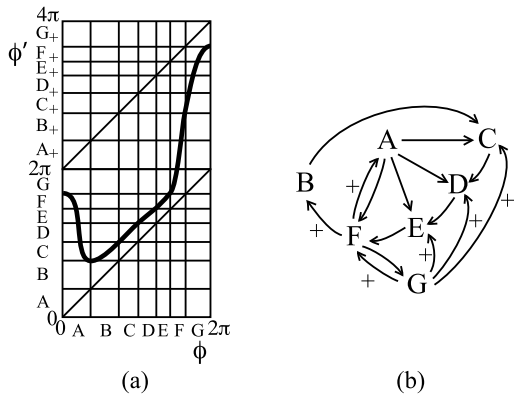 4π
G+
F+
E+
D+
C+
B+
A+
2π
G
F
E
D
C
B
A
0
ϕ′
0 A B C D E F G 2π
ϕ
(a)
A
C
B
D
F
E
G
+
+
+
+
+
+
(b)